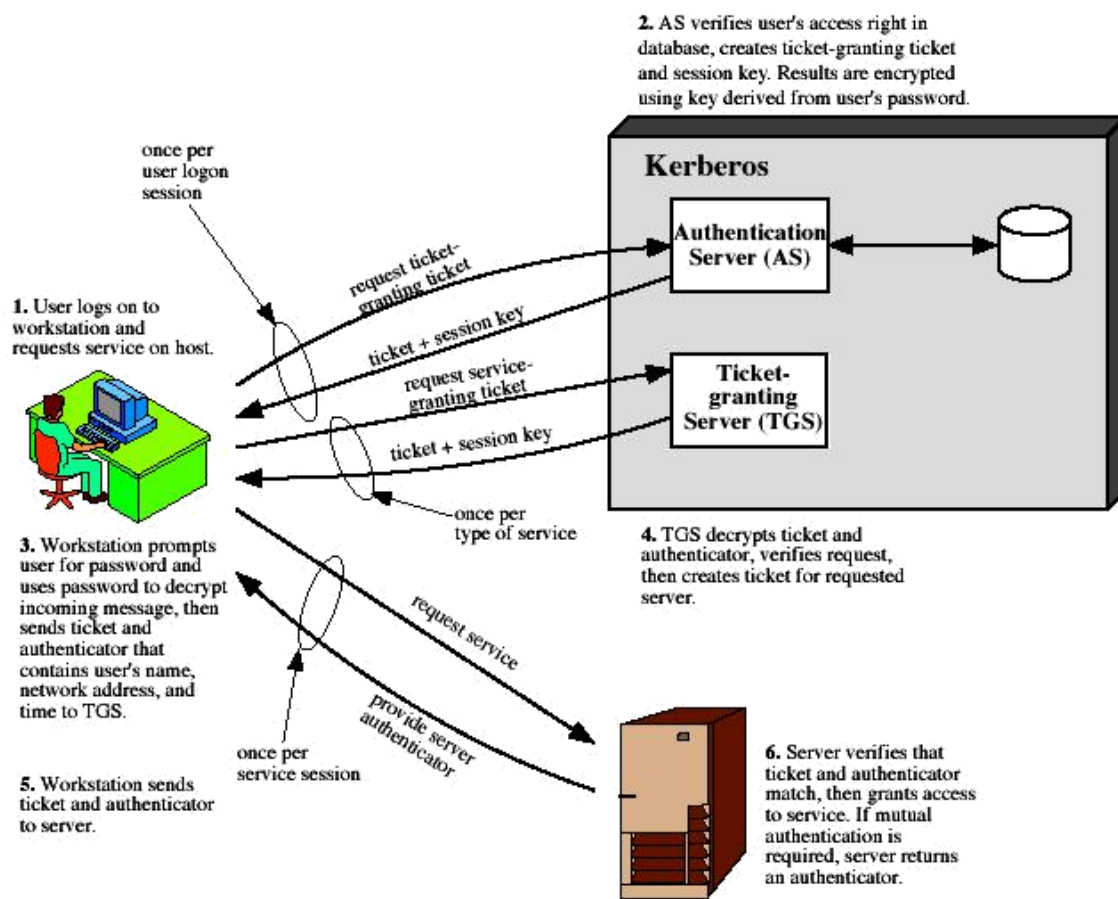 2. AS verifies user's access right in
database, creates ticket-granting ticket
and session key. Results are encrypted
using key derived from user's password.
once per
user logon
session
Kerberos
Authentication
Server (AS)
request ticket-
granting ticket
1. User logs on to
workstation and
requests service on host.
ticket + session key
request service-
granting ticket
Ticket-
granting
Server (TGS)
ticket + session key
once per
type of service
3. Workstation prompts
user for password and
uses password to decrypt
incoming message, then
sends ticket and
authenticator that
contains user's name,
network address, and
time to TGS.
4. TGS decrypts ticket and
authenticator, verifies request,
then creates ticket for requested
server.
request service
provide server
authenticator
once per
service session
5. Workstation sends
ticket and authenticator
to server.
6. Server verifies that
ticket and authenticator
match, then grants access
to service. If mutual
authentication is
required, server returns
an authenticator.